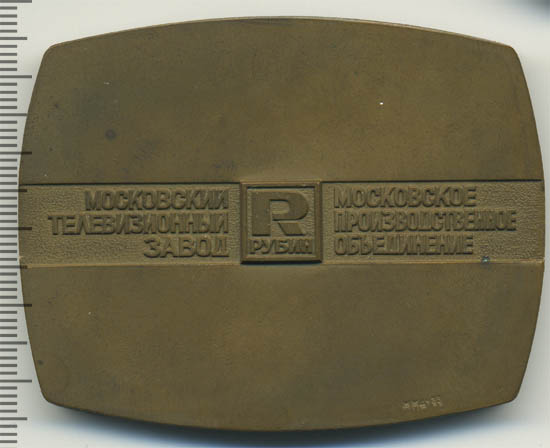 МОСКОВСКИЙ
ТЕЛЕВИЗИОННЫЙ
ЗАВОД
R
РУБИН
МОСКОВСКОЕ
ПРОИЗВОДСТВЕННОЕ
ОБЪЕДИНЕНИЕ